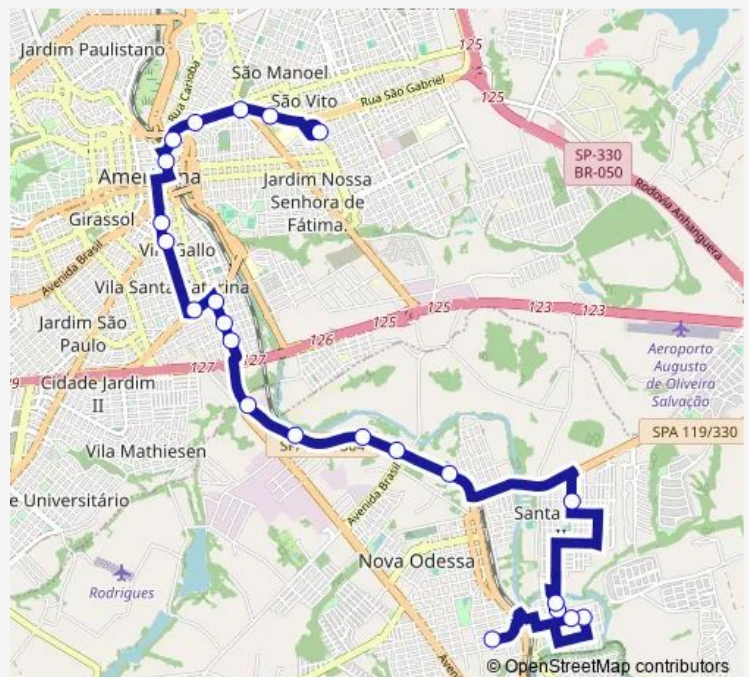 Jardim Paulistano
São Manoel
Rua Carioba
São Vito
Rua São Gabriel
125
125
SP-330
BR-050
Rodovia Anhanguera
Jardim Nossa
Senhora de
Fátima.
Girassol
Avenida Brasil
Gallo
Vila Santa
Jardim São
Paulo
125
125
123
123
126
127
127
Aeroporto
Augusto
de Oliveira
Salvação
Cidade Jardim
II
SPA 119/330
Vila Mathiesen
Avenida Brasil
e Universitário
Santa
Nova Odessa
Rodrigues
© OpenStreetMap contributors